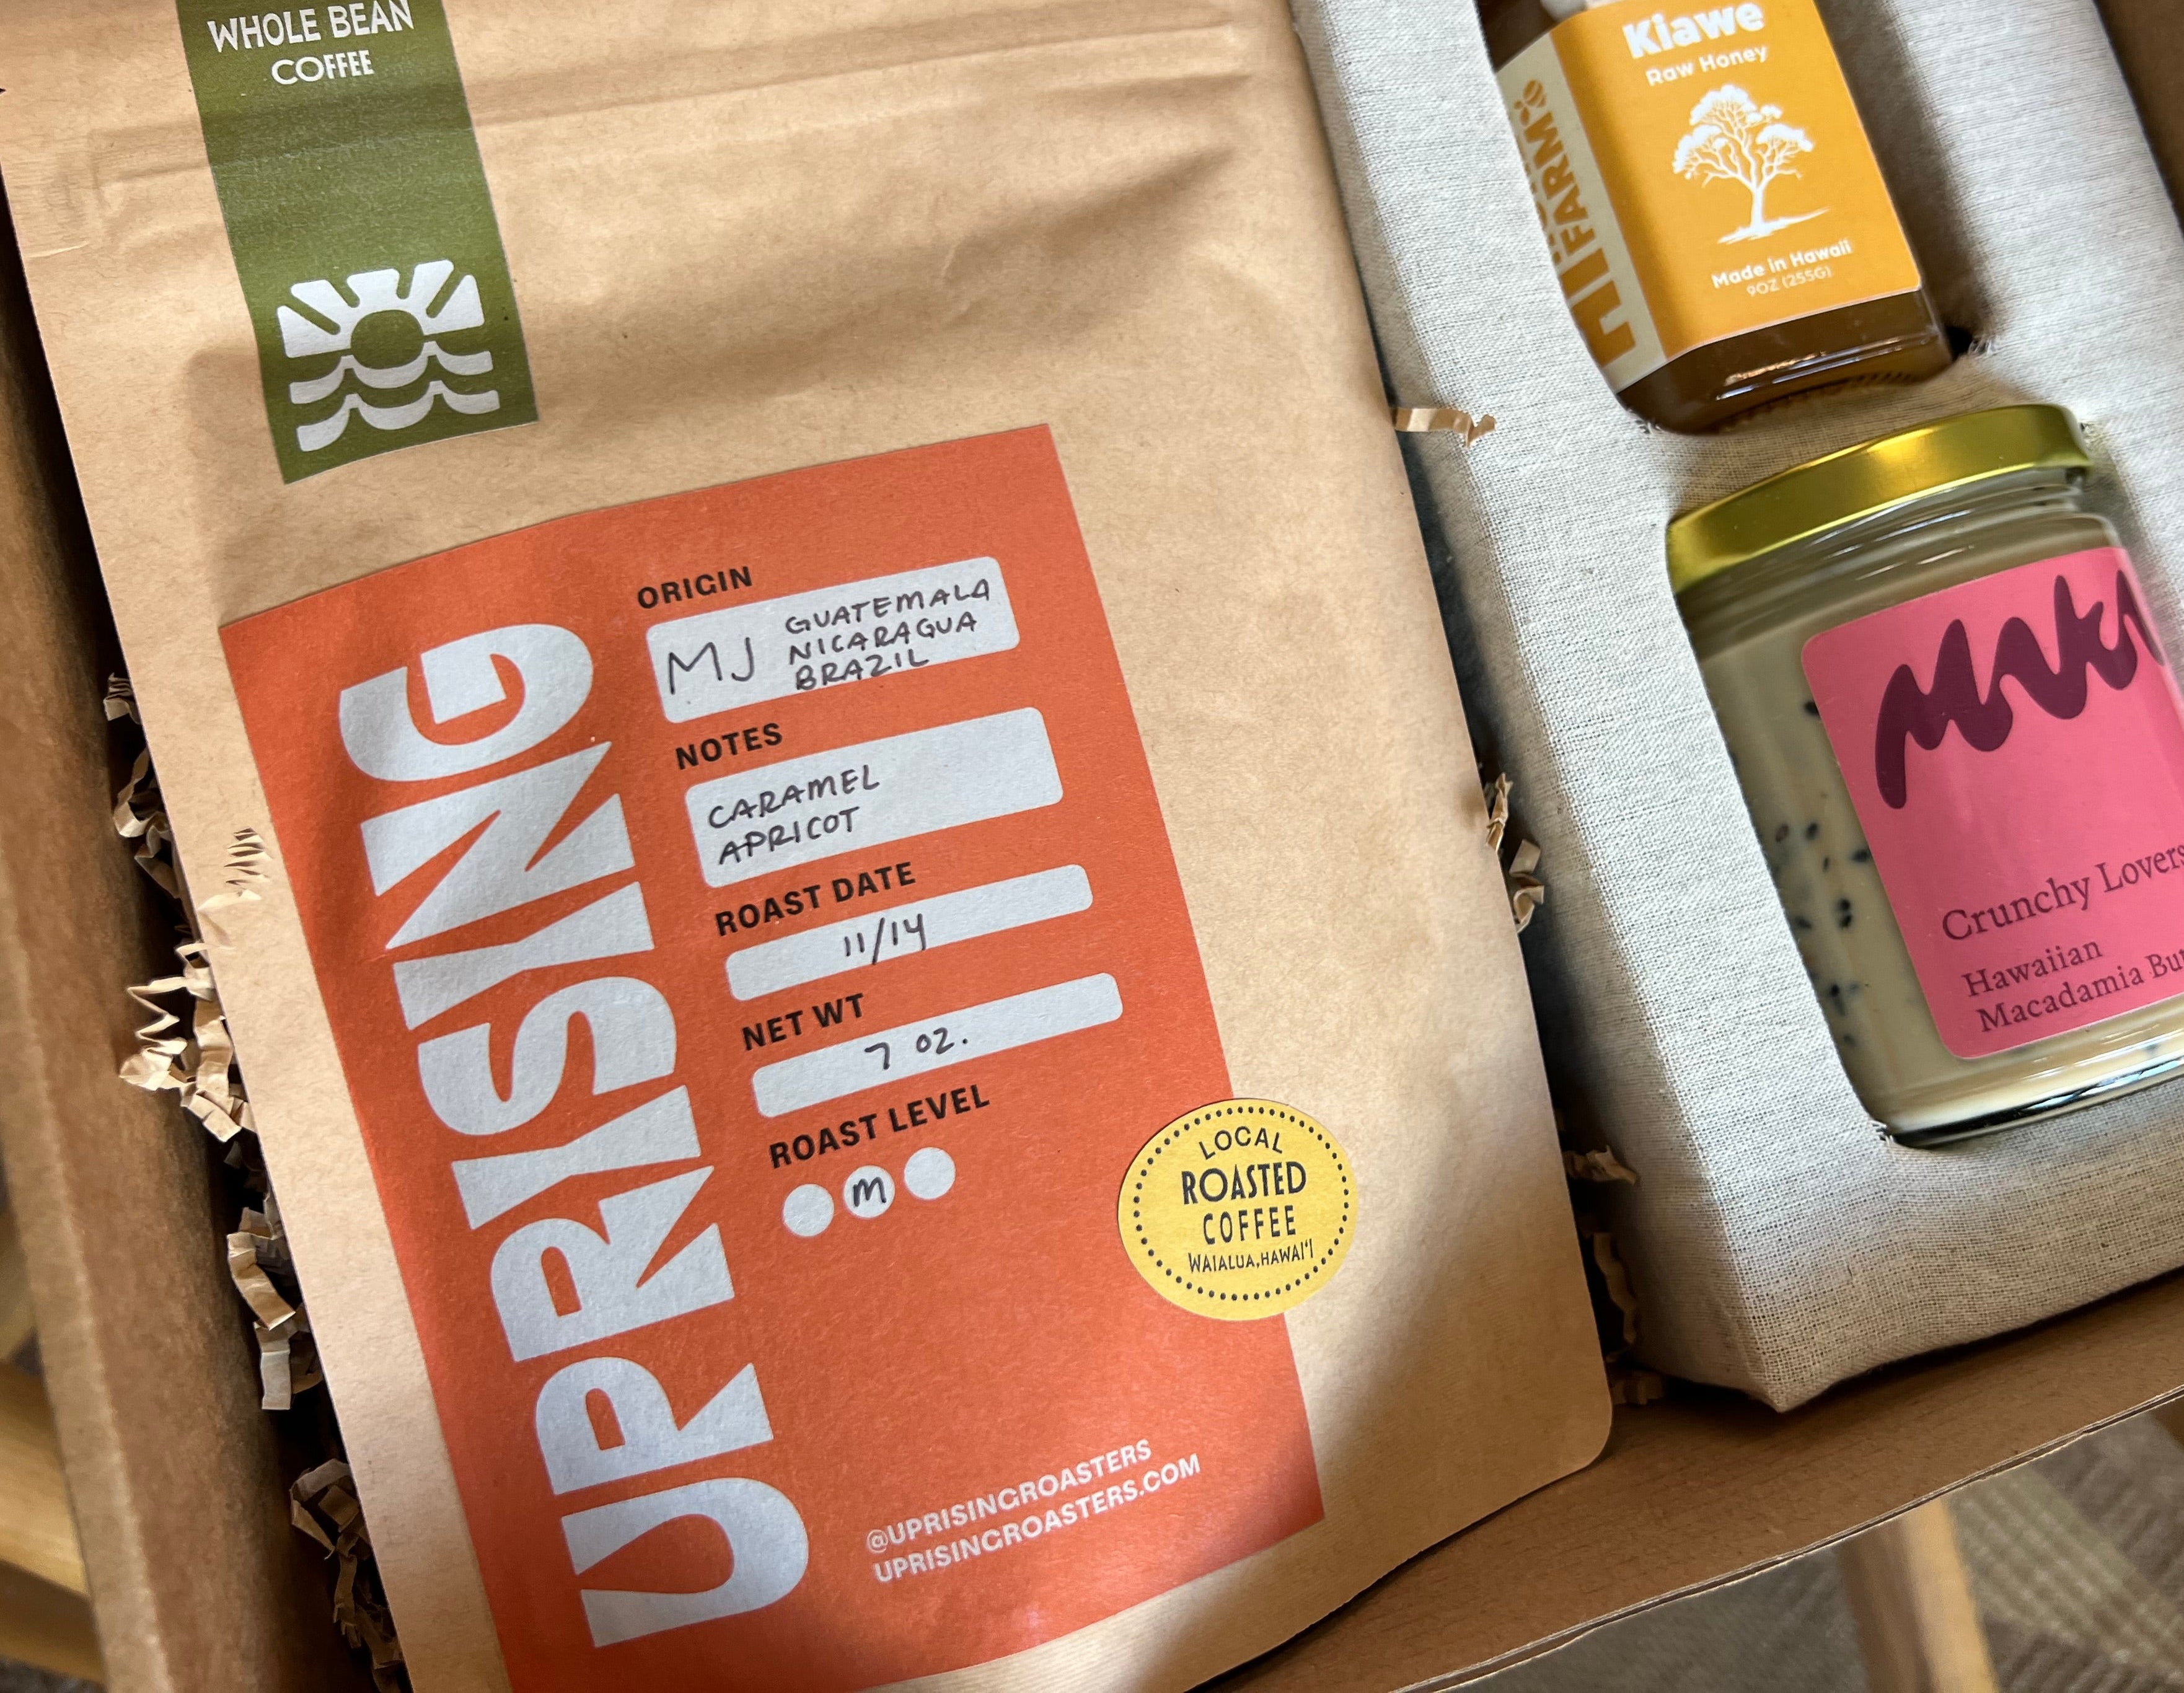 WHOLE BEAN
COFFEE
UPRISING
ORIGIN
MJ
GUATEMALA
NICARAGUA
BRAZIL
NOTES
CARAMEL
APRICOT
ROAST DATE
11/14
NET WT
7 OZ.
ROAST LEVEL
M
@UPRISINGROASTERS
UPRISINGROASTERS.COM
LOCAL
ROASTED
COFFEE
WAIALUA, HAWAI'I
Kiawe
Raw Honey
Made in Hawaii
9OZ (255G)
HI
FARM
Crunchy Lovers
Hawaiian
Macadamia